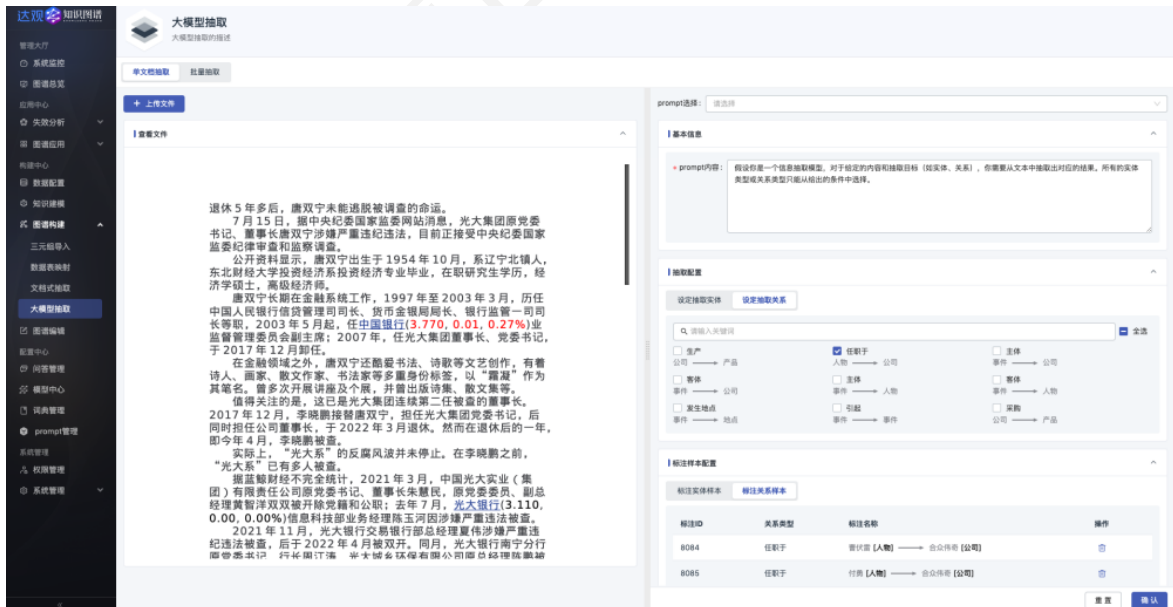 达观 知识图谱
管理大厅
系统监控
图谱总览
应用中心
失效分析
图谱应用
构建中心
数据配置
知识建模
图谱构建
三元组导入
数据表映射
文档式抽取
大模型抽取
图谱编辑
配置中心
问答管理
模型中心
词典管理
prompt管理
系统管理
权限管理
系统管理
大模型抽取
大模型抽取的描述
单文档抽取 批量抽取
+ 上传文件
查看文件
退休 5 年多后，唐双宁未能逃脱被调查的命运。
7 月 15 日，据中央纪委国家监委网站消息，光大集团原党委
书记、董事长唐双宁涉嫌严重违纪违法，目前正接受中央纪委国家
监委纪律审查和监察调查。
公开资料显示，唐双宁出生于 1954 年 10 月，系辽宁北镇人，
东北财经大学投资经济系投资经济专业毕业，在职研究生学历，经
济学硕士，高级经济师。
唐双宁长期在金融系统工作，1997 年至 2003 年 3 月，历任
中国人民银行信贷管理司司长、货币金银局局长、银行监管一司司
长等职，2003 年 5 月起，任中国银行(3.770, 0.01, 0.27%)业
监督管理委员会副主席；2007 年，任光大集团董事长、党委书记，
于 2017 年 12 月卸任。
在金融领域之外，唐双宁还酷爱书法、诗歌等文艺创作，有着
诗人、画家、散文作家、书法家等多重身份标签，以“霜凝”作为
其笔名，曾多次开展讲座及个展，并曾出版诗集、散文集等。
值得关注的是，这已是光大集团连续第二任被查的董事长。
2017 年 12 月，李晓鹏接替唐双宁，担任光大集团党委书记，后
同时担任公司董事长，于 2022 年 3 月退休。然而在退休后的一年，
即今年 4 月，李晓鹏被查。
实际上，“光大系”的反腐风波并未停止。在李晓鹏之前，
“光大系”已有多人被查。
据蓝鲸财经不完全统计，2021 年 3 月，中国光大实业（集
团）有限责任公司原党委书记、董事长朱慧民，原党委委员、副总
经理黄智洋双双被开除党籍和公职；去年 7 月，光大银行(3.110,
0.00, 0.00%)信息科技部业务经理陈玉河因涉嫌严重违法被查。
2021 年 11 月，光大银行交易银行部总经理夏伟涉嫌严重违
纪违法被查，后于 2022 年 4 月被双开。同月，光大银行南宁分行
原党委书记、行长周江涛、光大城乡环保有限公司原总经理陈鹏被
prompt选择： 请选择
基本信息
* prompt内容： 假设你是一个信息抽取模型，对于给定的内容和抽取目标（如实体、关系），你需要从文本中抽取出对应的结果。所有的实体
类型或关系类型只能从给出的条件中选择。
抽取配置
设定抽取实体 设定抽取关系
请输入关键词 全选
生产 任职于 主体
公司 产品 人物 公司 事件 公司
客体 主体 客体
事件 公司 事件 人物 事件 人物
发生地点 引起 采购
事件 地点 事件 事件 公司 产品
标注样本配置
标注实体样本 标注关系样本
标注ID 关系类型 标注名称 操作
8084 任职于 曹伏雷 [人物] 合众伟奇 [公司]
8085 任职于 付勇 [人物] 合众伟奇 [公司]
重置 确认